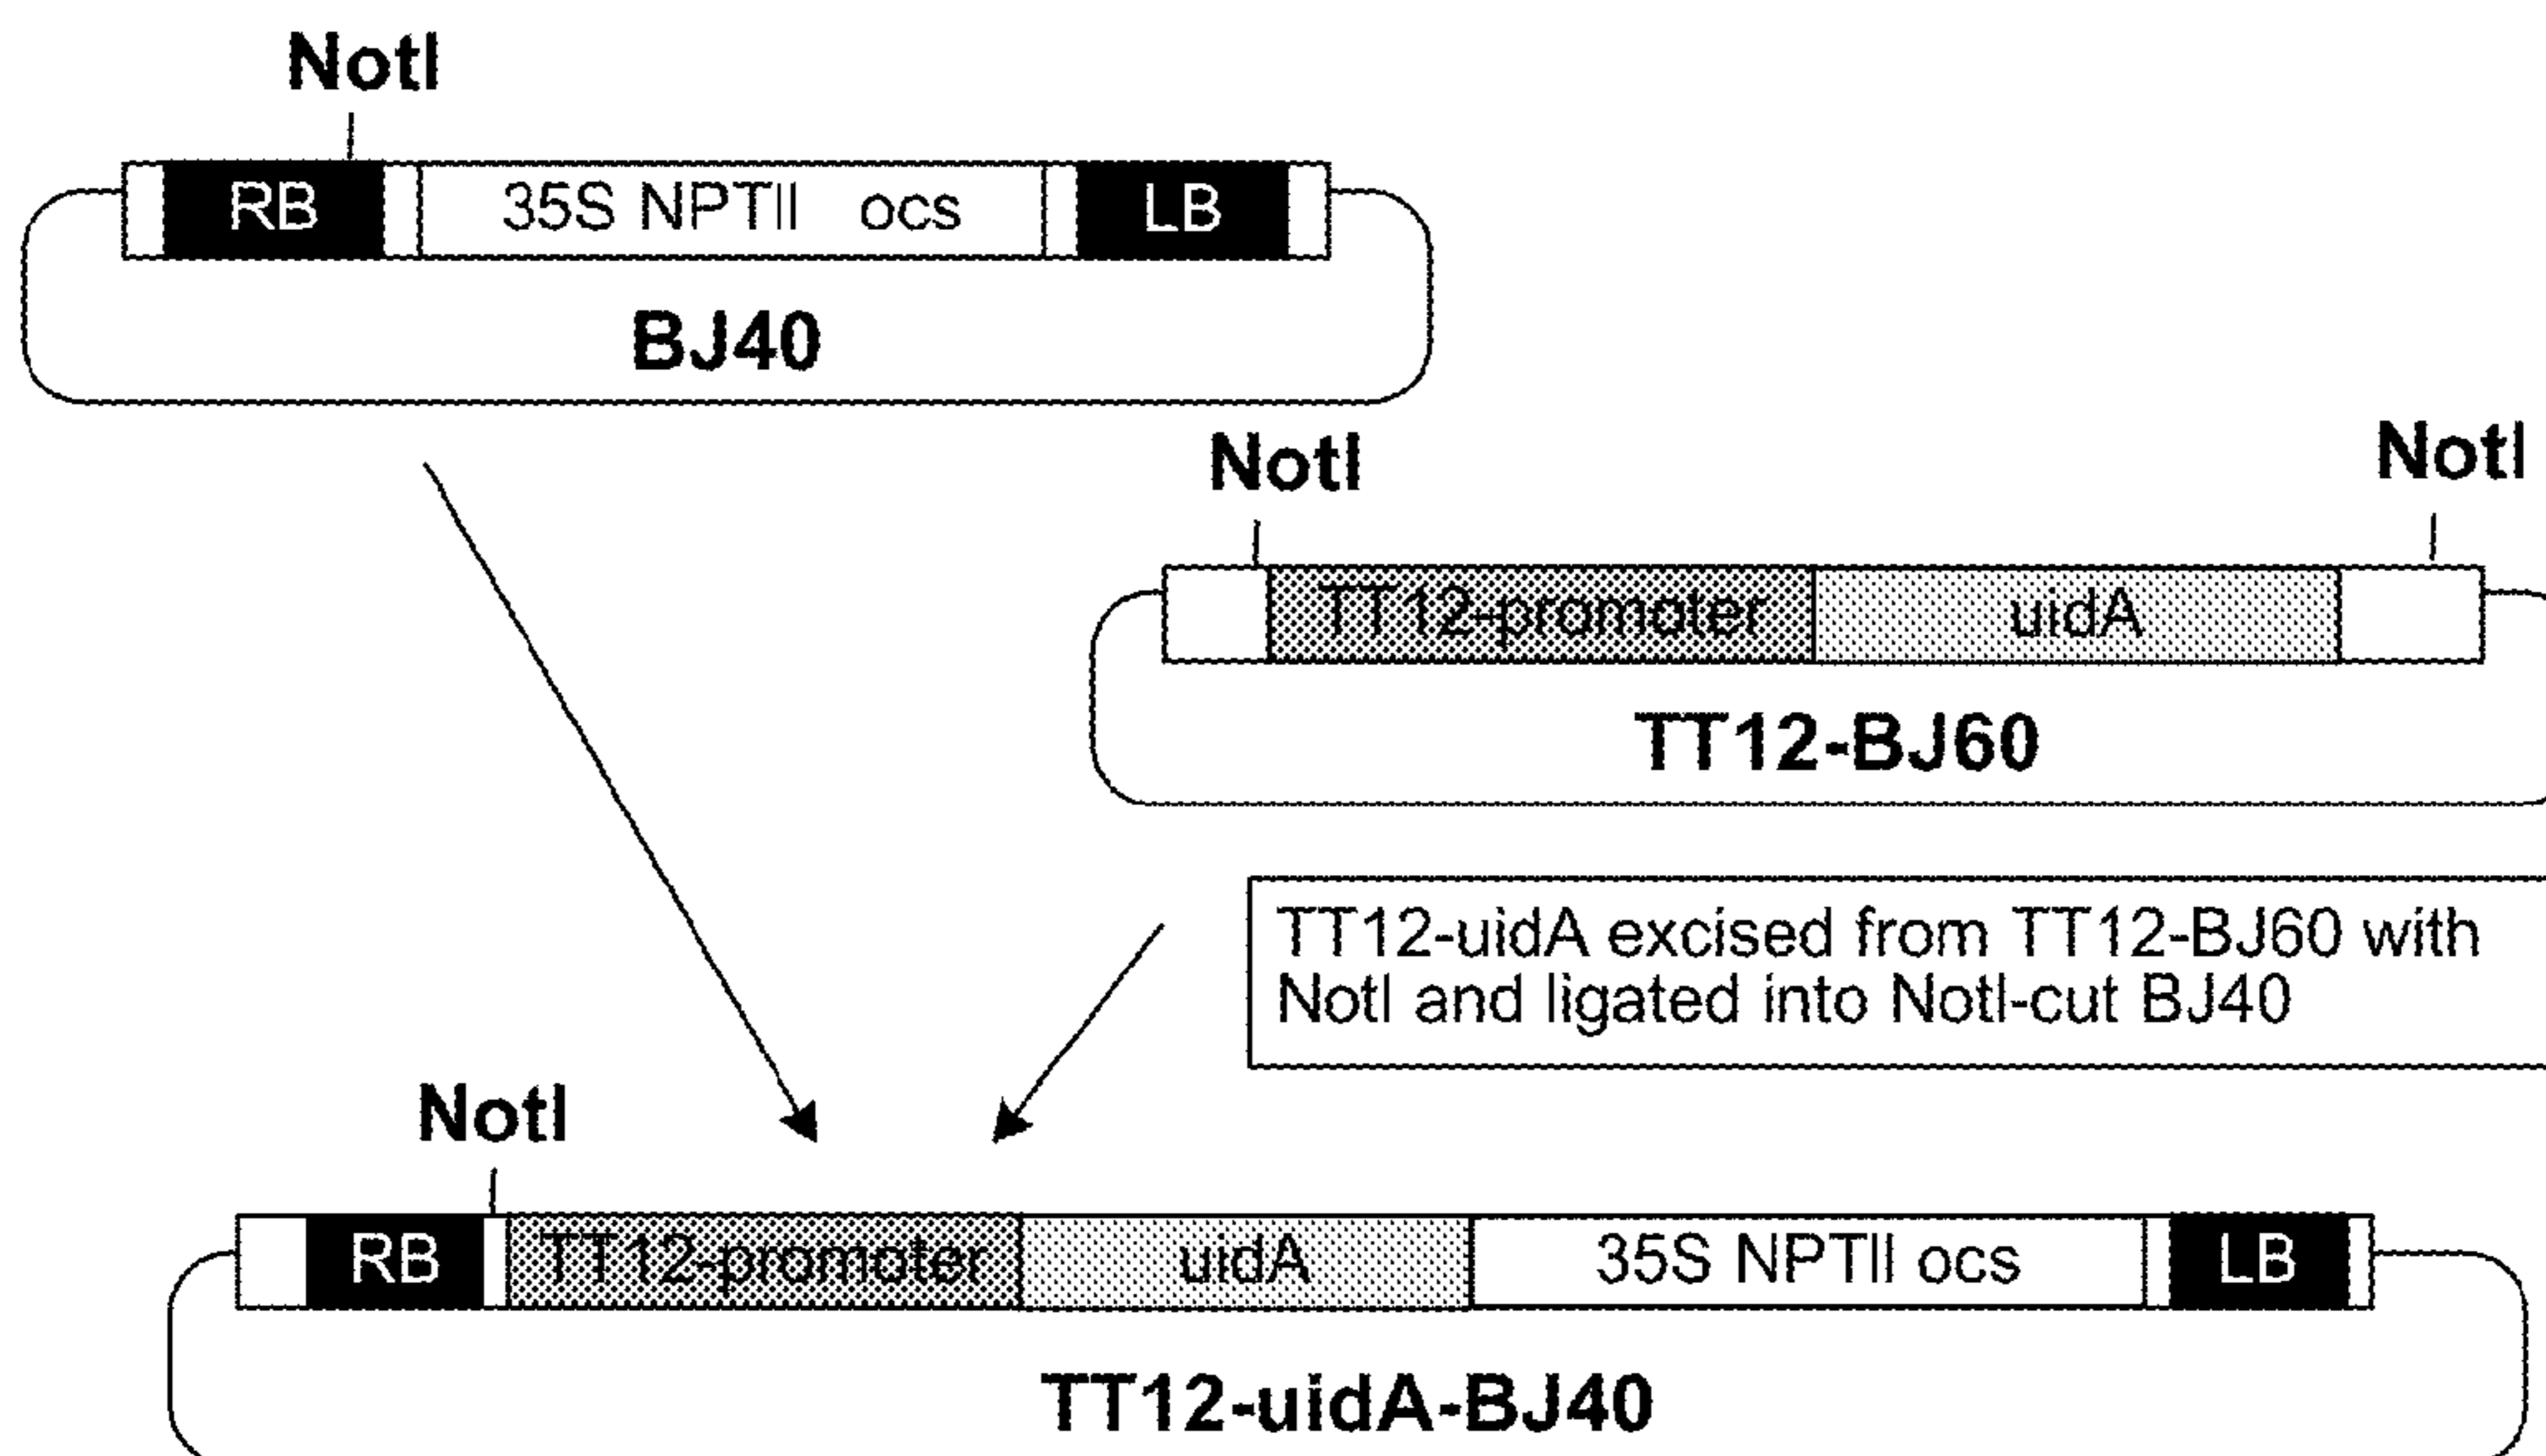 NotI
RB 35S NPTII ocs LB
BJ40
NotI NotI
TT12-promoter uidA
TT12-BJ60
TT12-uidA excised from TT12-BJ60 with
NotI and ligated into NotI-cut BJ40
NotI
RB TT12-promoter uidA 35S NPTII ocs LB
TT12-uidA-BJ40